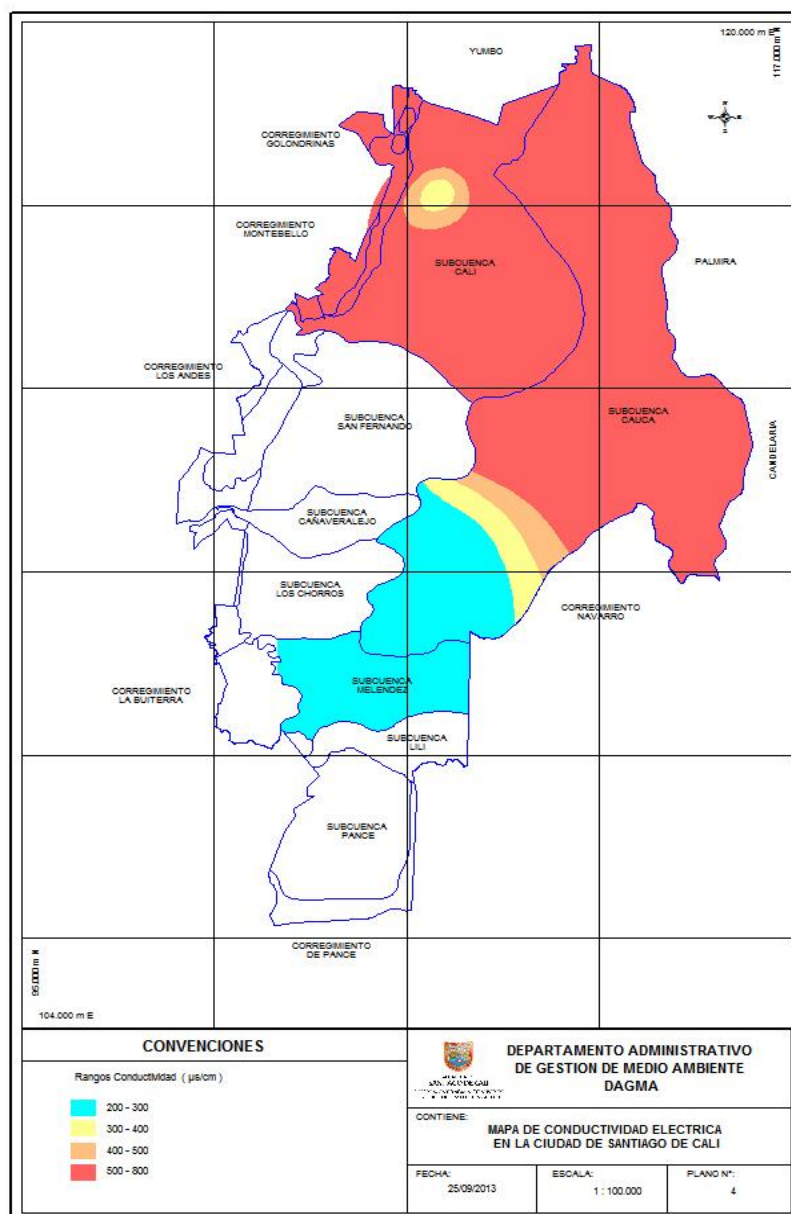 120.000 m E
117.000 m N
YUMBO
CORREGIMIENTO
GOLONDRINAS
CORREGIMIENTO
MONTEBELLO
SUBCUENCA
CALI
PALMIRA
CORREGIMIENTO
LOS ANDES
SUBCUENCA
SAN FERNANDO
SUBCUENCA
CAUCA
CANDELARIA
SUBCUENCA
CAÑAVERALEJO
SUBCUENCA
LOS CHORROS
CORREGIMIENTO
NAVARRO
CORREGIMIENTO
LA BUITERRA
SUBCUENCA
MELENDEZ
SUBCUENCA
LILI
SUBCUENCA
PANCE
CORREGIMIENTO
DE PANCE
95.000 m N
104.000 m E
CONVENCIONES
Rangos Conductividad ( µs/cm )
200 - 300
300 - 400
400 - 500
500 - 800
SANTIAGO DE CALI
DEPARTAMENTO ADMINISTRATIVO
DE GESTION DE MEDIO AMBIENTE
DAGMA
CONTIENE:
MAPA DE CONDUCTIVIDAD ELECTRICA
EN LA CIUDAD DE SANTIAGO DE CALI
FECHA:
25/09/2013
ESCALA:
1 : 100.000
PLANO N°:
4